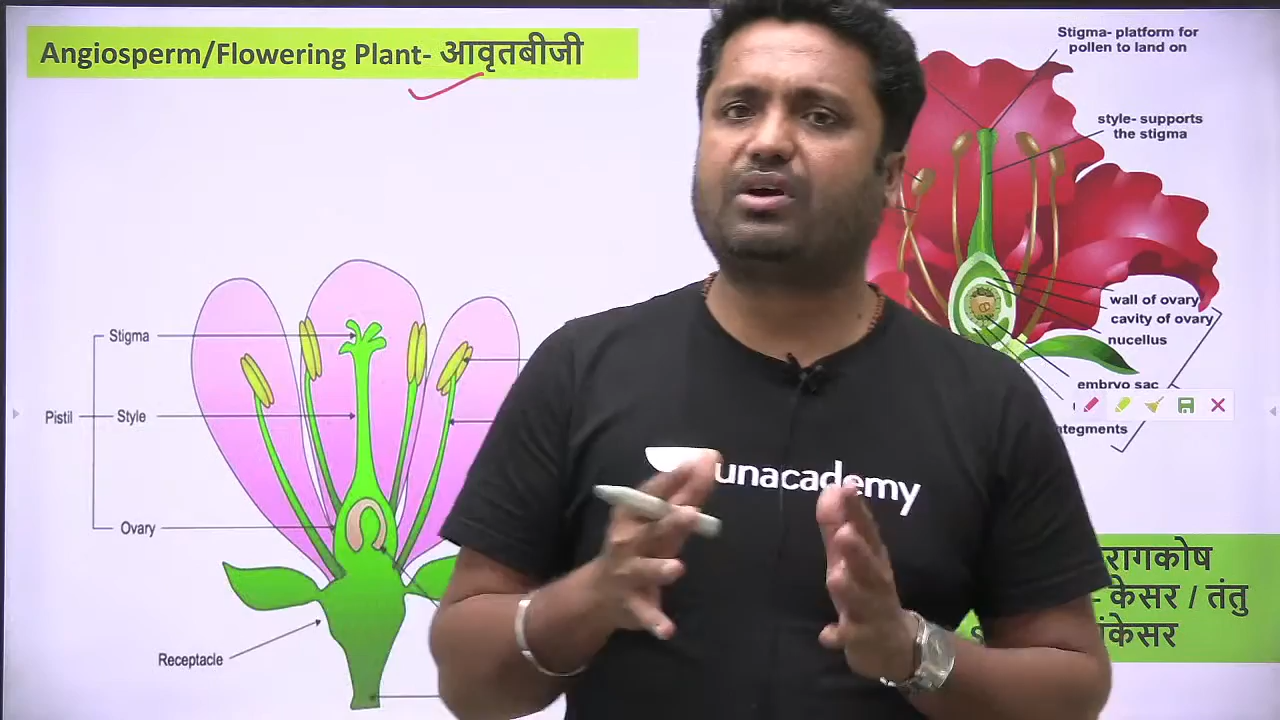 Angiosperm/Flowering Plant- आवृतबीजी
Stigma- platform for
pollen to land on
style- supports
the stigma
wall of ovary
cavity of ovary
nucellus
embryo sac
Stigma
Pistil
Style
Ovary
Receptacle
unacademy
केसर / तंतु